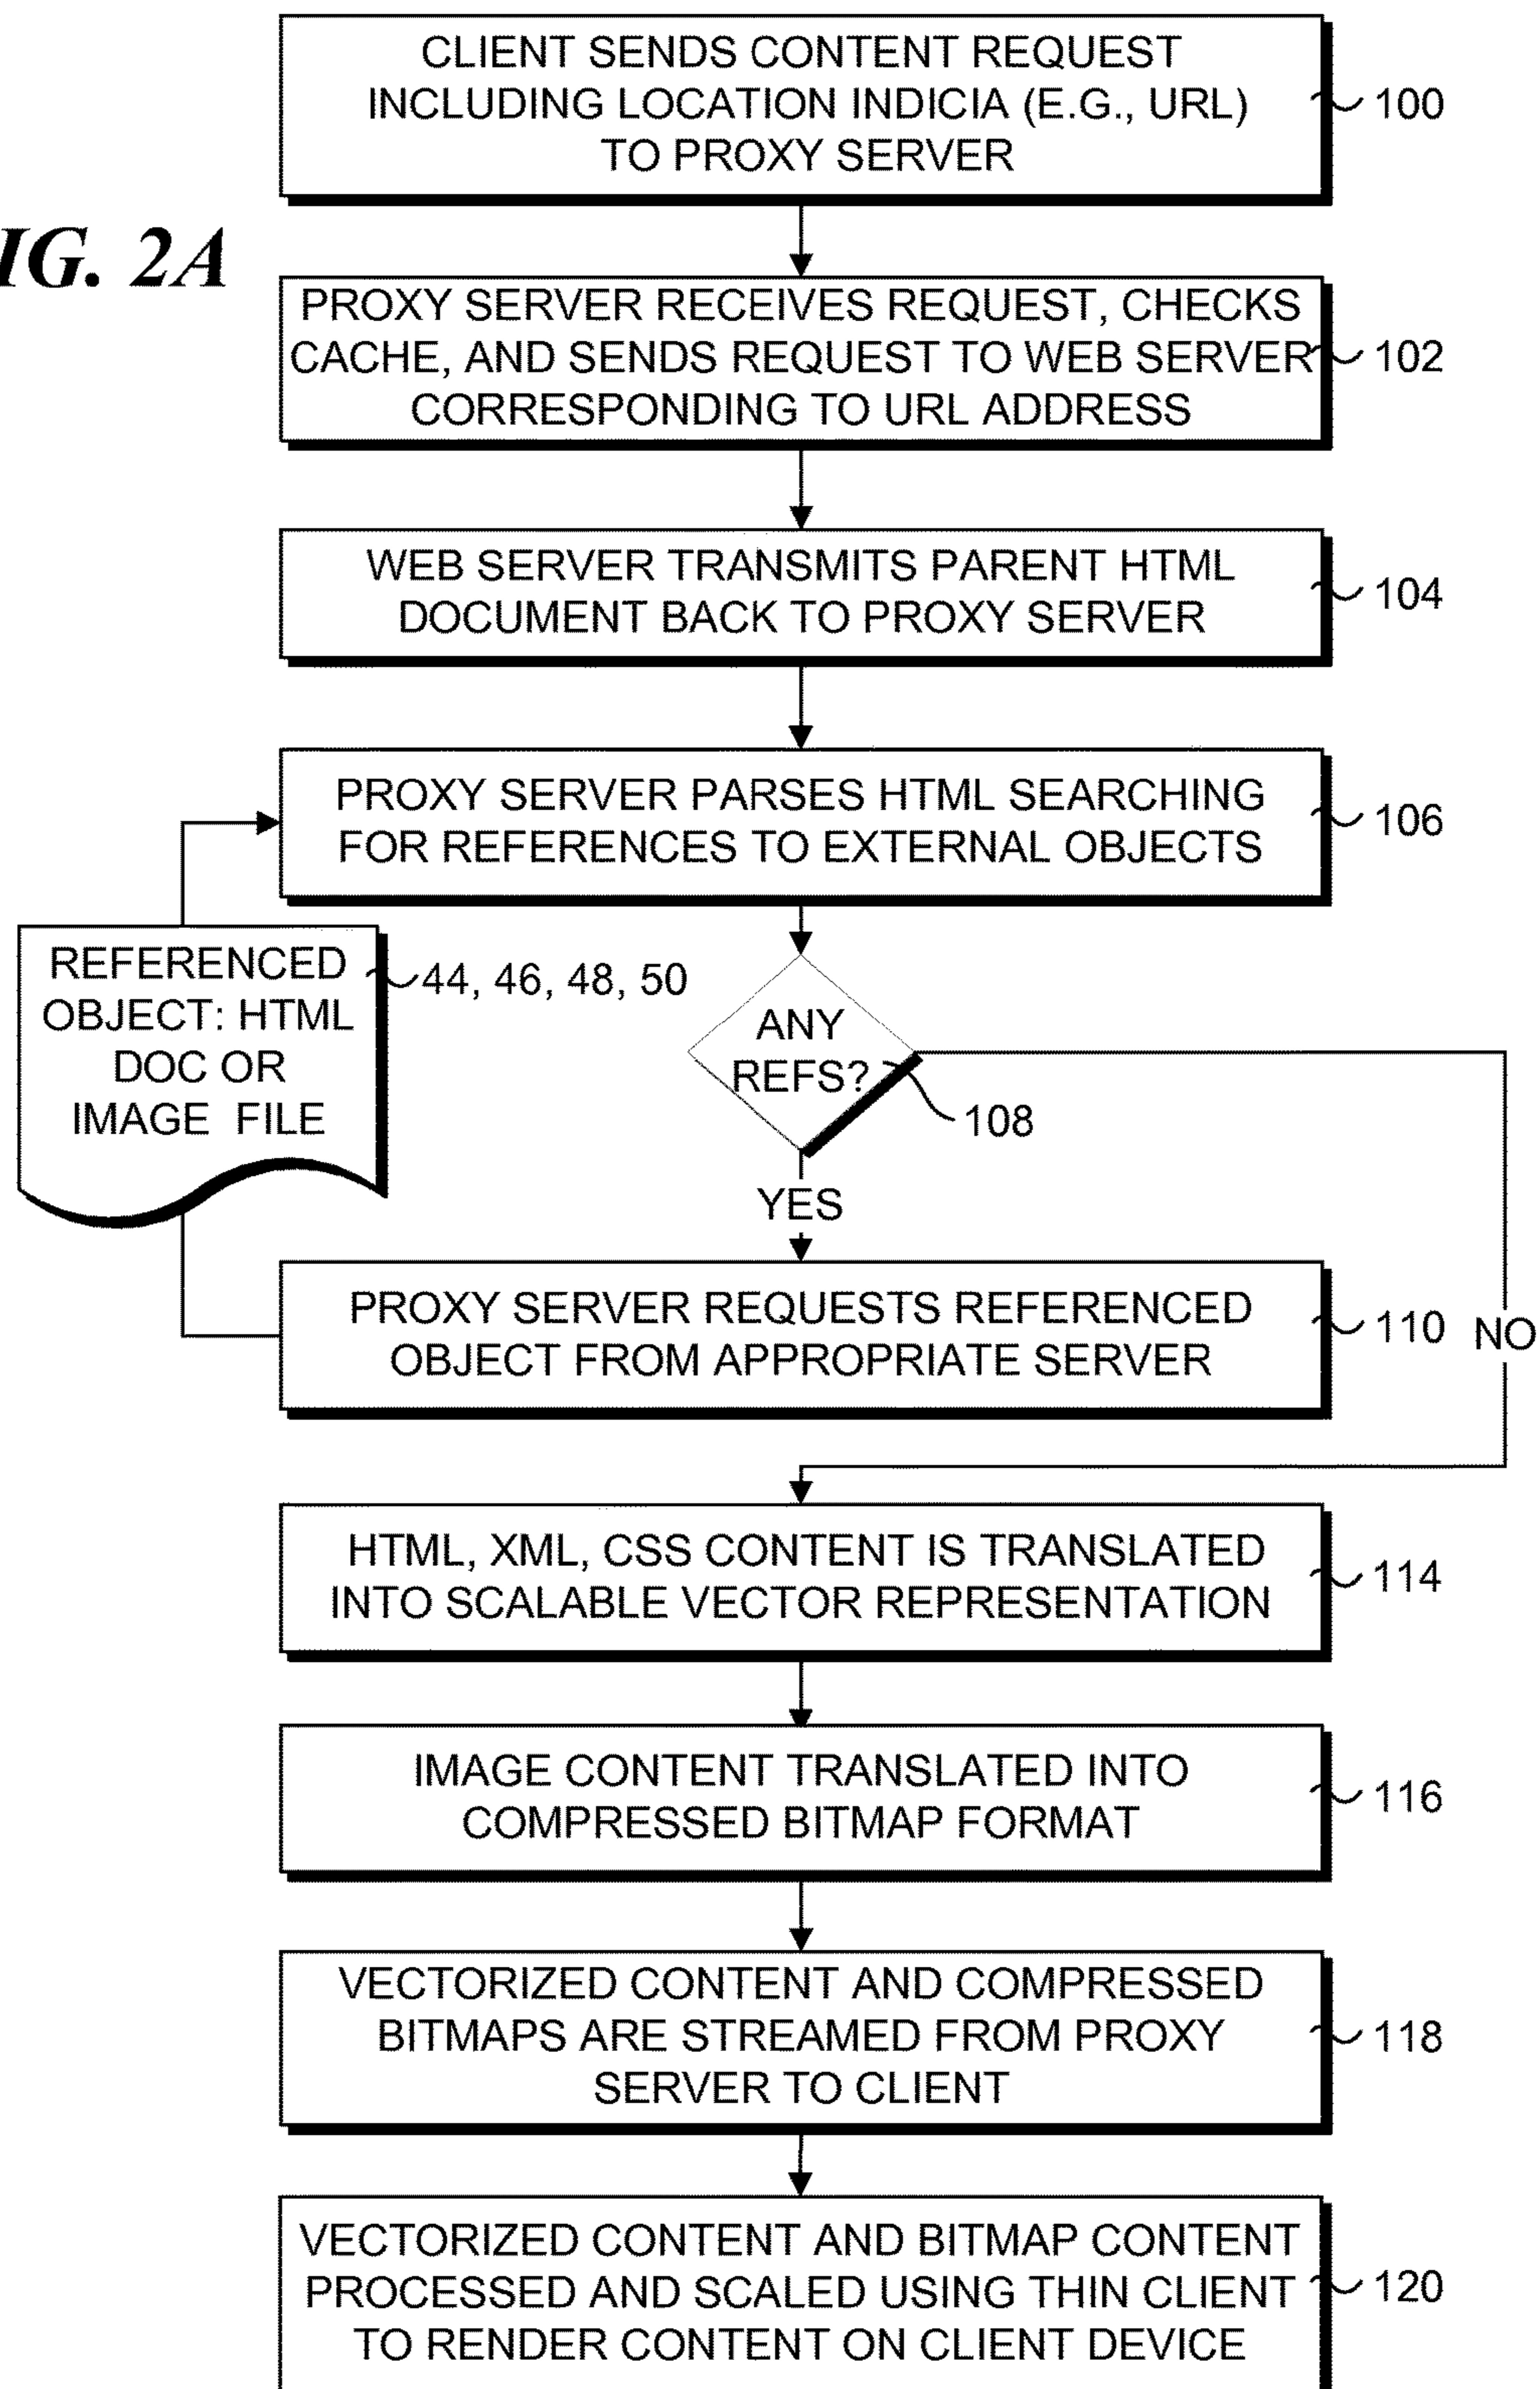 CLIENT SENDS CONTENT REQUEST
INCLUDING LOCATION INDICIA (E.G., URL)
TO PROXY SERVER
100
IG. 2A
PROXY SERVER RECEIVES REQUEST, CHECKS
CACHE, AND SENDS REQUEST TO WEB SERVER
CORRESPONDING TO URL ADDRESS
102
WEB SERVER TRANSMITS PARENT HTML
DOCUMENT BACK TO PROXY SERVER
104
PROXY SERVER PARSES HTML SEARCHING
FOR REFERENCES TO EXTERNAL OBJECTS
106
REFERENCED
OBJECT: HTML
DOC OR
IMAGE FILE
44, 46, 48, 50
ANY
REFS?
108
YES
PROXY SERVER REQUESTS REFERENCED
OBJECT FROM APPROPRIATE SERVER
110
NO
HTML, XML, CSS CONTENT IS TRANSLATED
INTO SCALABLE VECTOR REPRESENTATION
114
IMAGE CONTENT TRANSLATED INTO
COMPRESSED BITMAP FORMAT
116
VECTORIZED CONTENT AND COMPRESSED
BITMAPS ARE STREAMED FROM PROXY
SERVER TO CLIENT
118
VECTORIZED CONTENT AND BITMAP CONTENT
PROCESSED AND SCALED USING THIN CLIENT
TO RENDER CONTENT ON CLIENT DEVICE
120